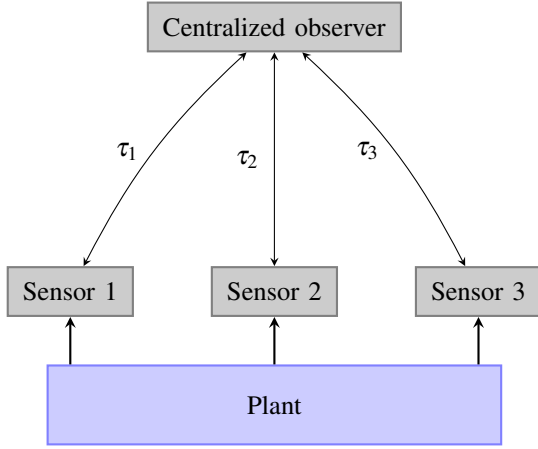 Centralized observer
τ1
τ2
τ3
Sensor 1
Sensor 2
Sensor 3
Plant